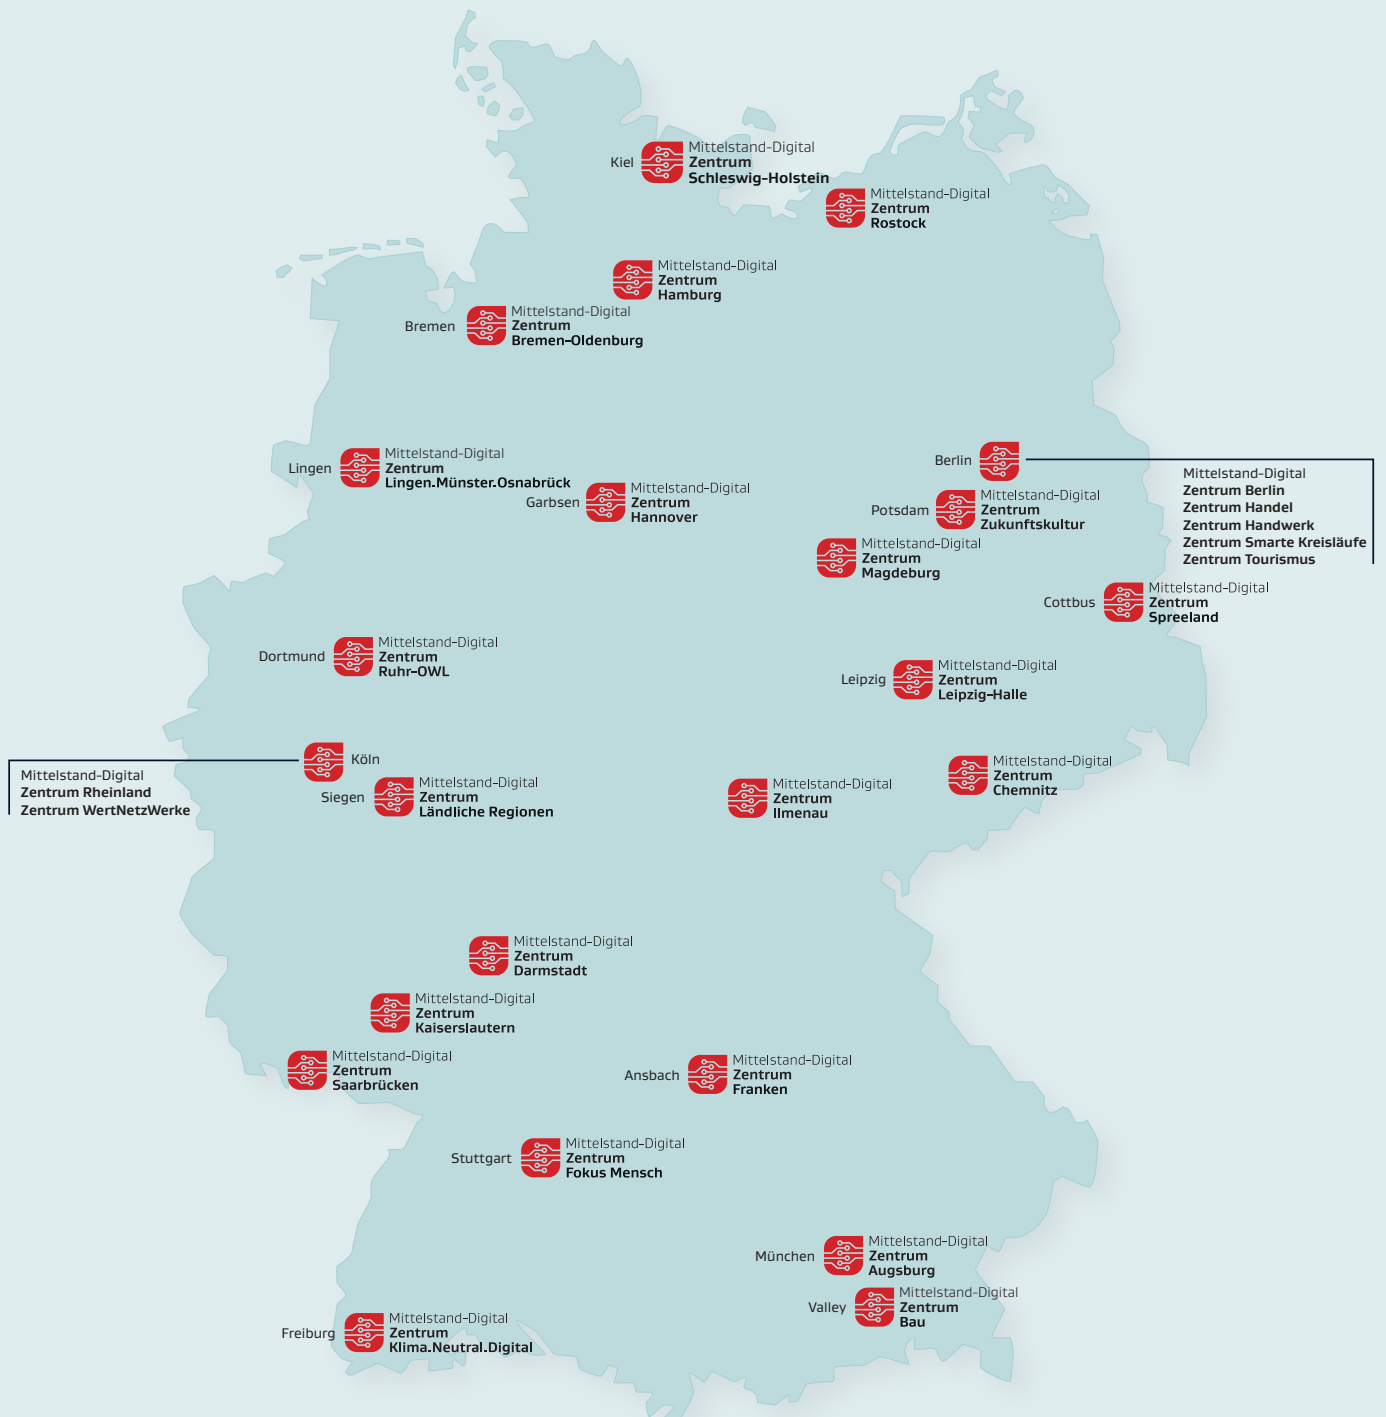 Kiel
Mittelstand-Digital
Zentrum
Schleswig-Holstein
Mittelstand-Digital
Zentrum
Rostock
Mittelstand-Digital
Zentrum
Hamburg
Bremen
Mittelstand-Digital
Zentrum
Bremen-Oldenburg
Lingen
Mittelstand-Digital
Zentrum
Lingen.Münster.Osnabrück
Garbsen
Mittelstand-Digital
Zentrum
Hannover
Berlin
Mittelstand-Digital
Zentrum Berlin
Zentrum Handel
Zentrum Handwerk
Zentrum Smarte Kreisläufe
Zentrum Tourismus
Potsdam
Mittelstand-Digital
Zentrum
Zukunftskultur
Mittelstand-Digital
Zentrum
Magdeburg
Cottbus
Mittelstand-Digital
Zentrum
Spreeland
Dortmund
Mittelstand-Digital
Zentrum
Ruhr-OWL
Leipzig
Mittelstand-Digital
Zentrum
Leipzig-Halle
Köln
Mittelstand-Digital
Zentrum Rheinland
Zentrum WertNetzWerke
Siegen
Mittelstand-Digital
Zentrum
Ländliche Regionen
Mittelstand-Digital
Zentrum
Ilmenau
Mittelstand-Digital
Zentrum
Chemnitz
Mittelstand-Digital
Zentrum
Darmstadt
Mittelstand-Digital
Zentrum
Kaiserslautern
Mittelstand-Digital
Zentrum
Saarbrücken
Ansbach
Mittelstand-Digital
Zentrum
Franken
Stuttgart
Mittelstand-Digital
Zentrum
Fokus Mensch
München
Mittelstand-Digital
Zentrum
Augsburg
Valley
Mittelstand-Digital
Zentrum
Bau
Freiburg
Mittelstand-Digital
Zentrum
Klima.Neutral.Digital